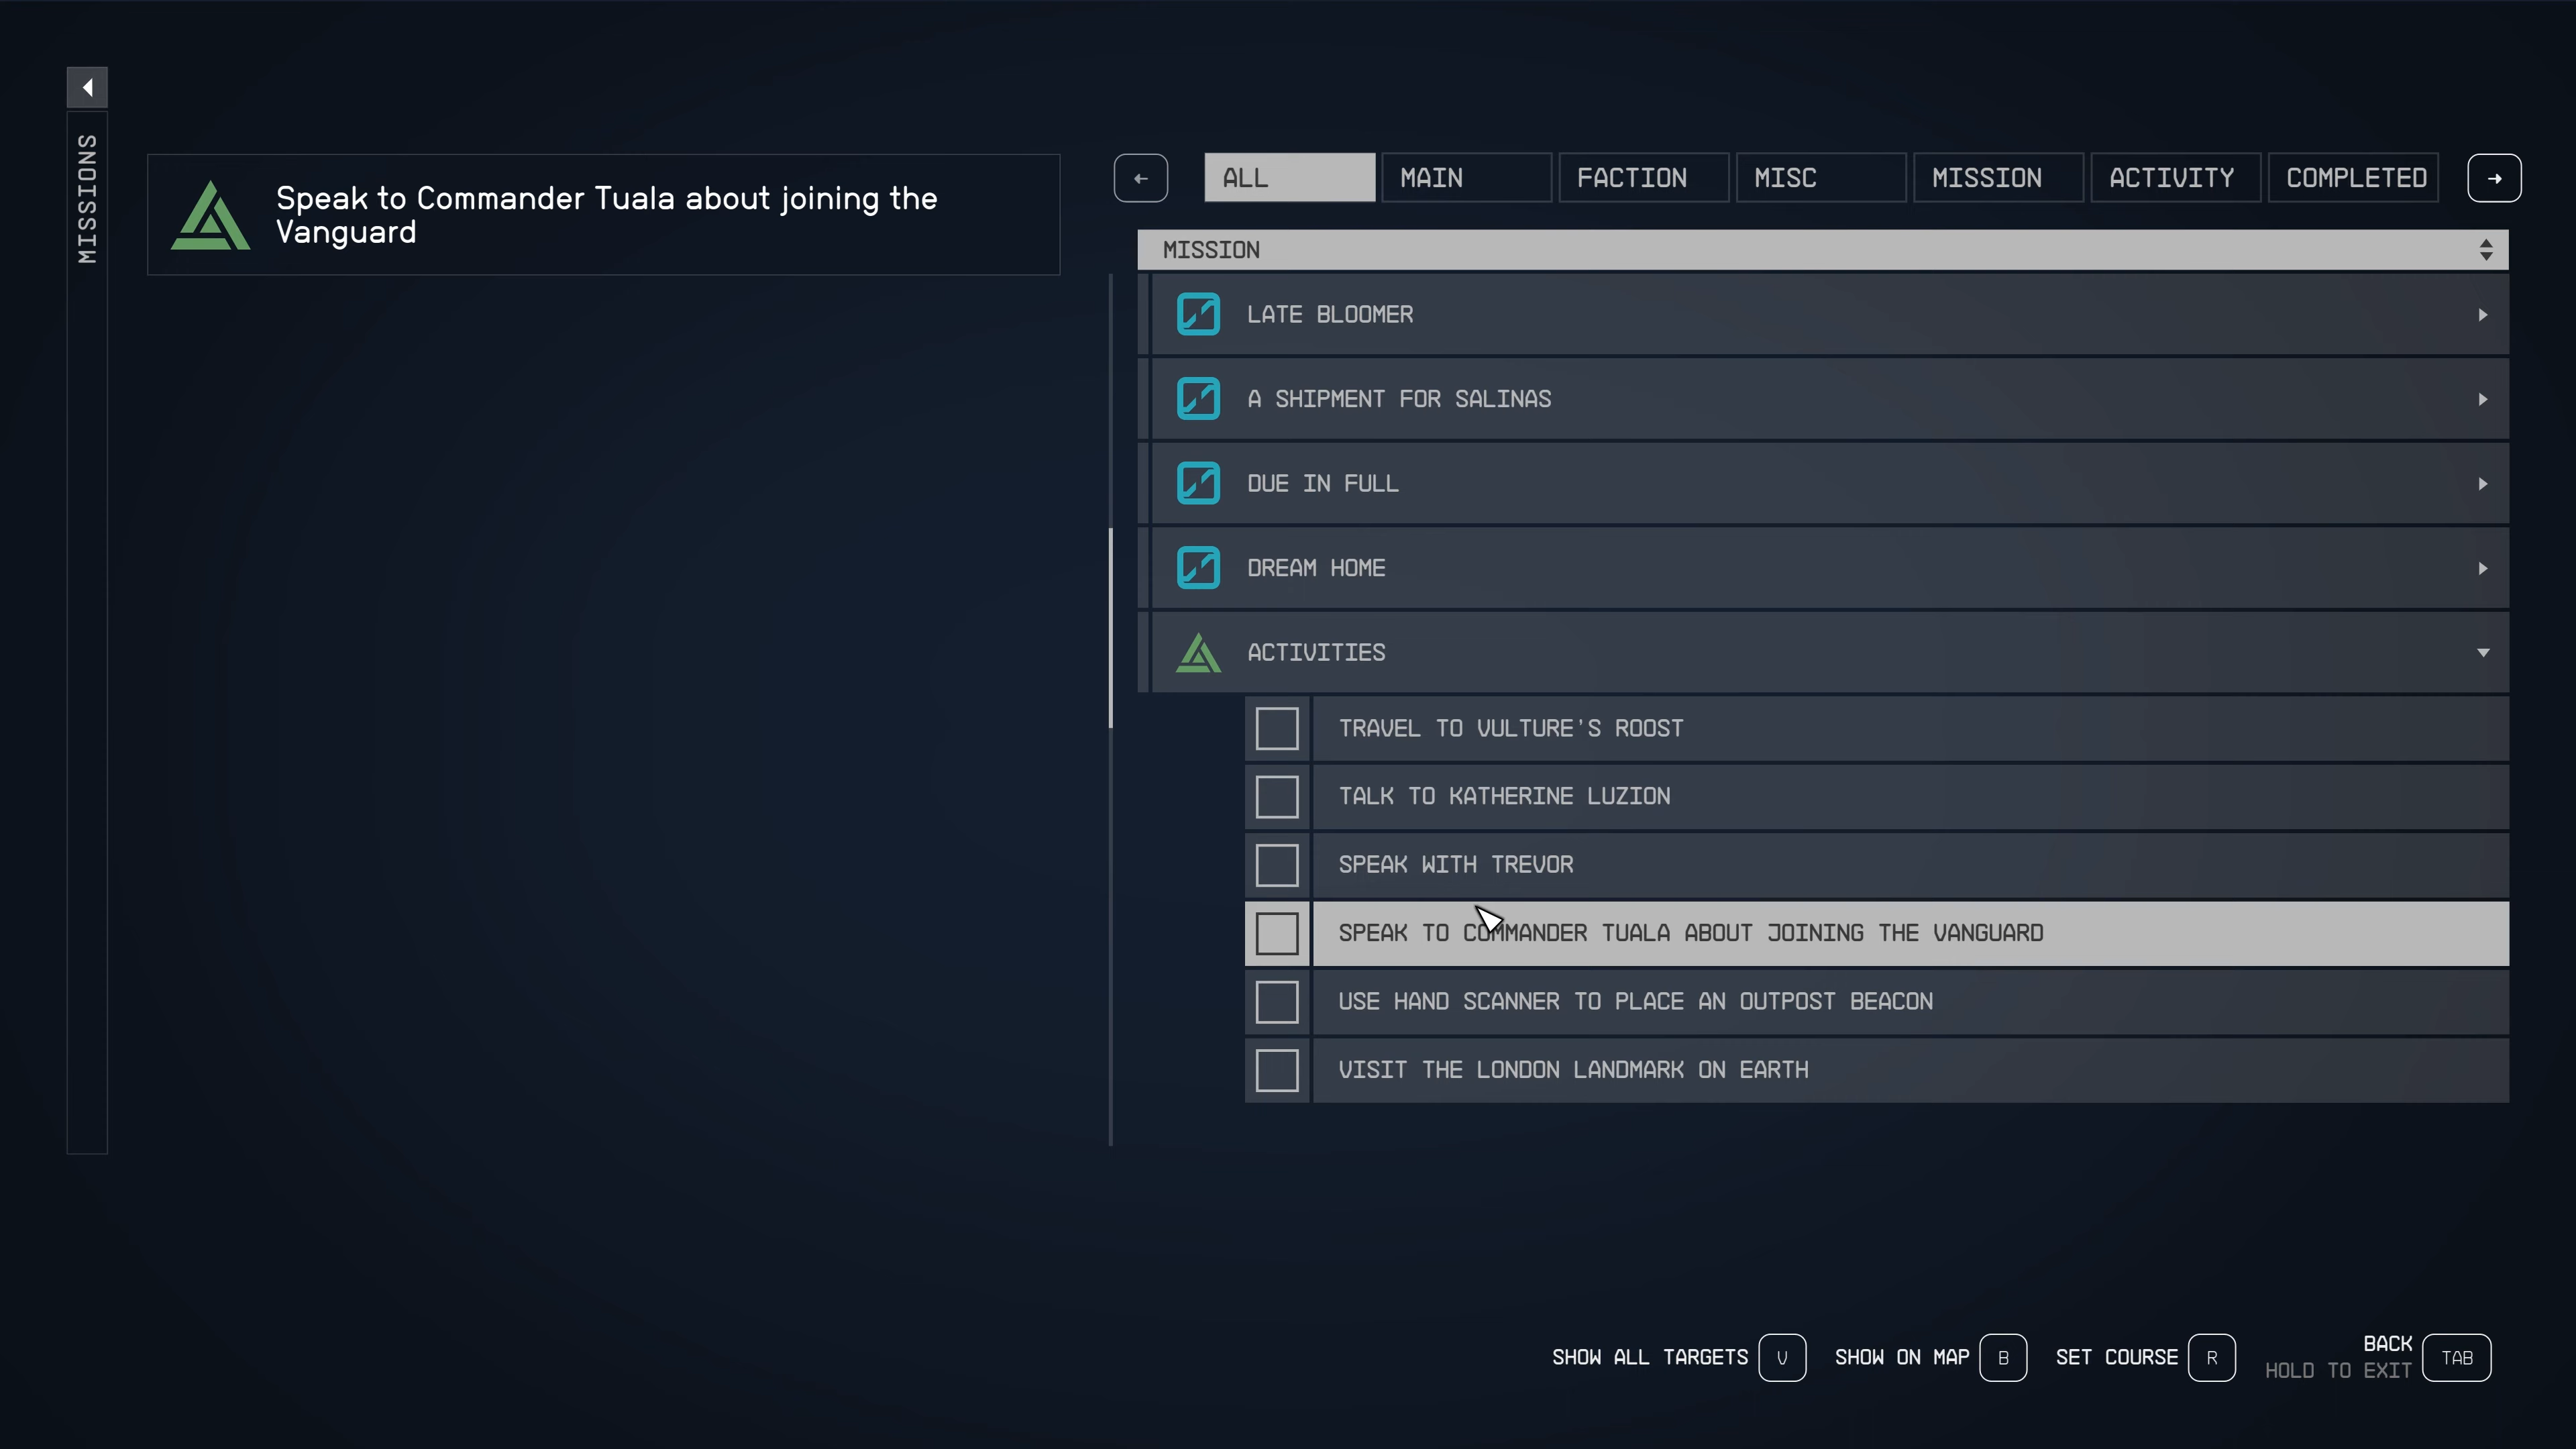 MISSIONS
Speak to Commander Tuala about joining the
Vanguard
ALL
MAIN
FACTION
MISC
MISSION
ACTIVITY
COMPLETED
MISSION
LATE BLOOMER
A SHIPMENT FOR SALINAS
DUE IN FULL
DREAM HOME
ACTIVITIES
TRAVEL TO VULTURE'S ROOST
TALK TO KATHERINE LUZION
SPEAK WITH TREVOR
SPEAK TO COMMANDER TUALA ABOUT JOINING THE VANGUARD
USE HAND SCANNER TO PLACE AN OUTPOST BEACON
VISIT THE LONDON LANDMARK ON EARTH
SHOW ALL TARGETS V
SHOW ON MAP B
SET COURSE R
BACK
HOLD TO EXIT
TAB